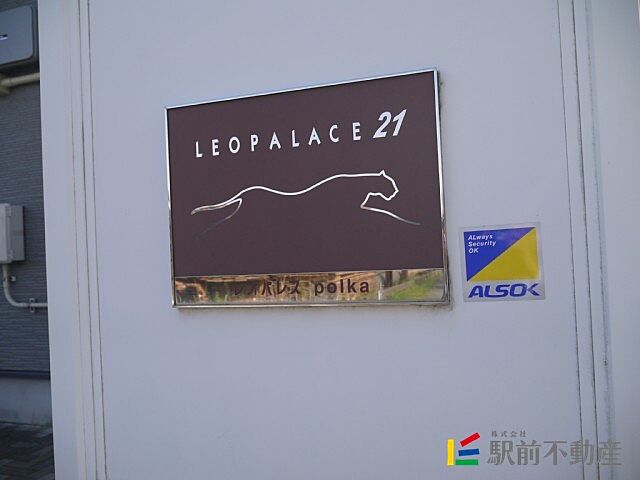 LEOPALACE 21
レオパレス polka
ALways
Security
OK
ALSOK
株式会社
駅前不動産